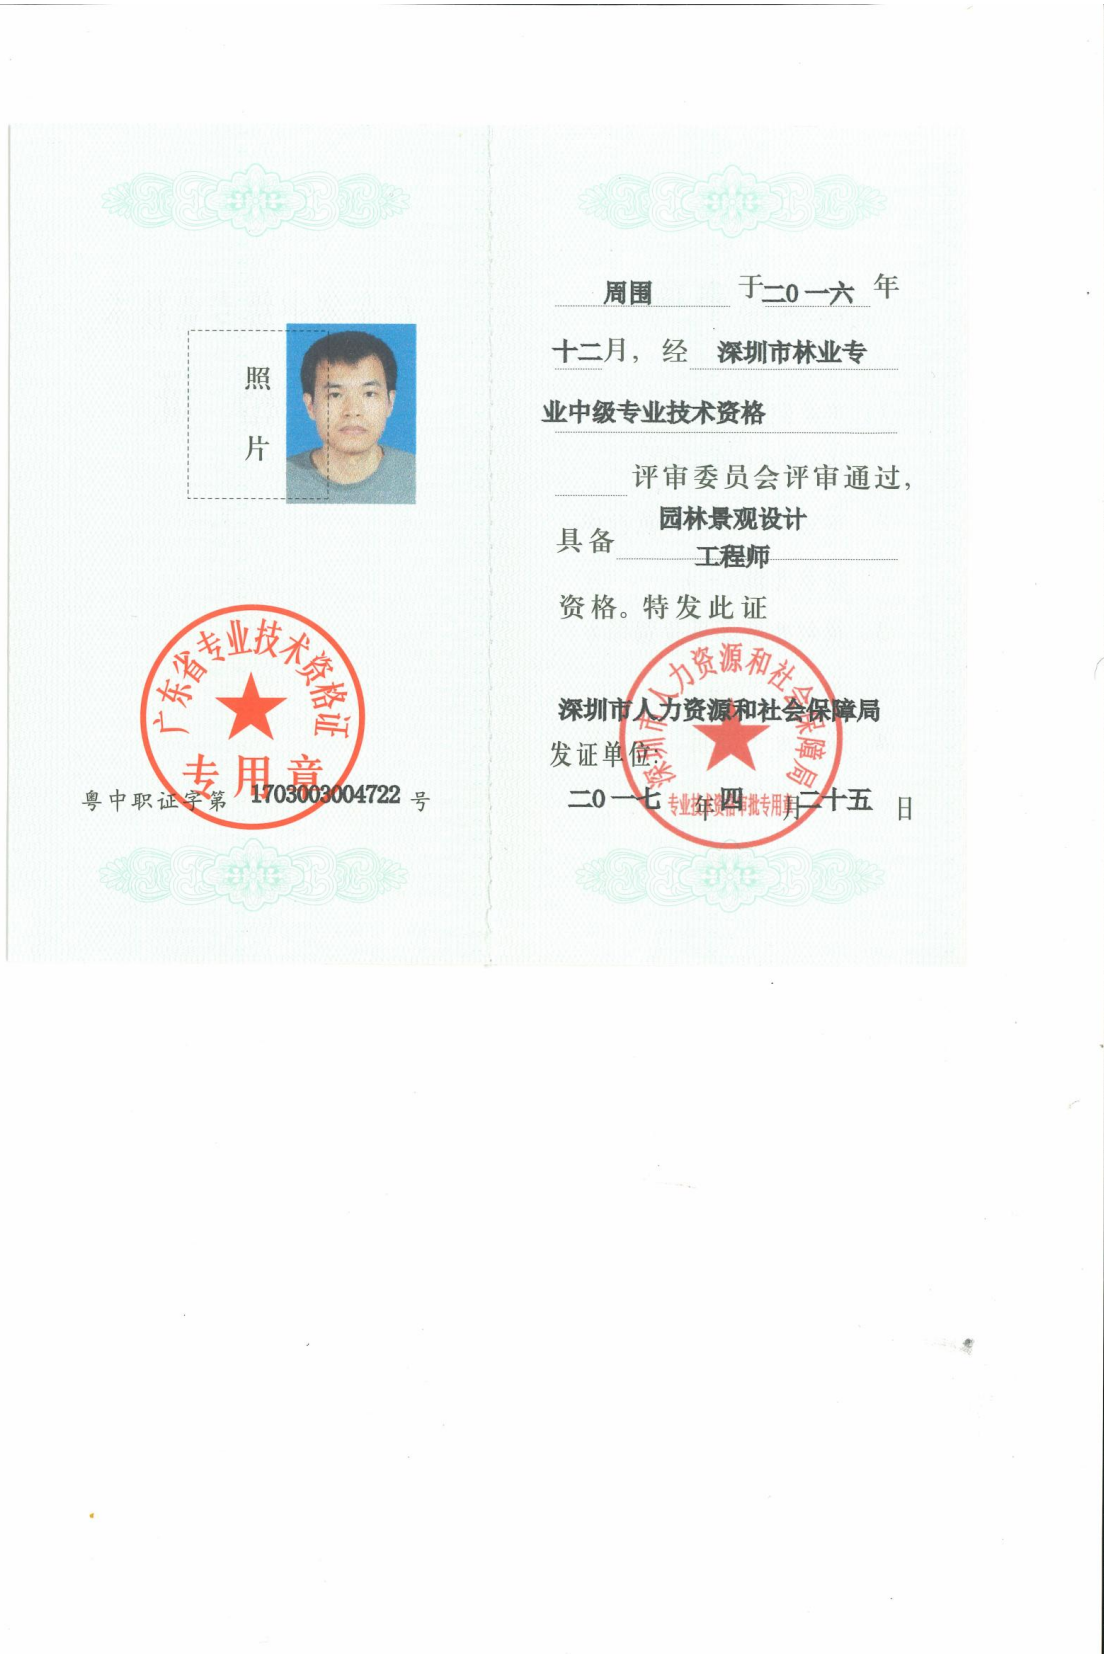 照
片
广东省专业技术资格证
专用章
粤中职证字第 1703003004722 号
周围 于二0一六年
十二月，经 深圳市林业专
业中级专业技术资格
评审委员会评审通过，
园林景观设计
具备 工程师
资格。特发此证
深圳市人力资源和社会保障局
深圳市人力资源和社会保障局
发证单位：
二0一七 年 四 月 二十五 日
专业技术资格审批专用章